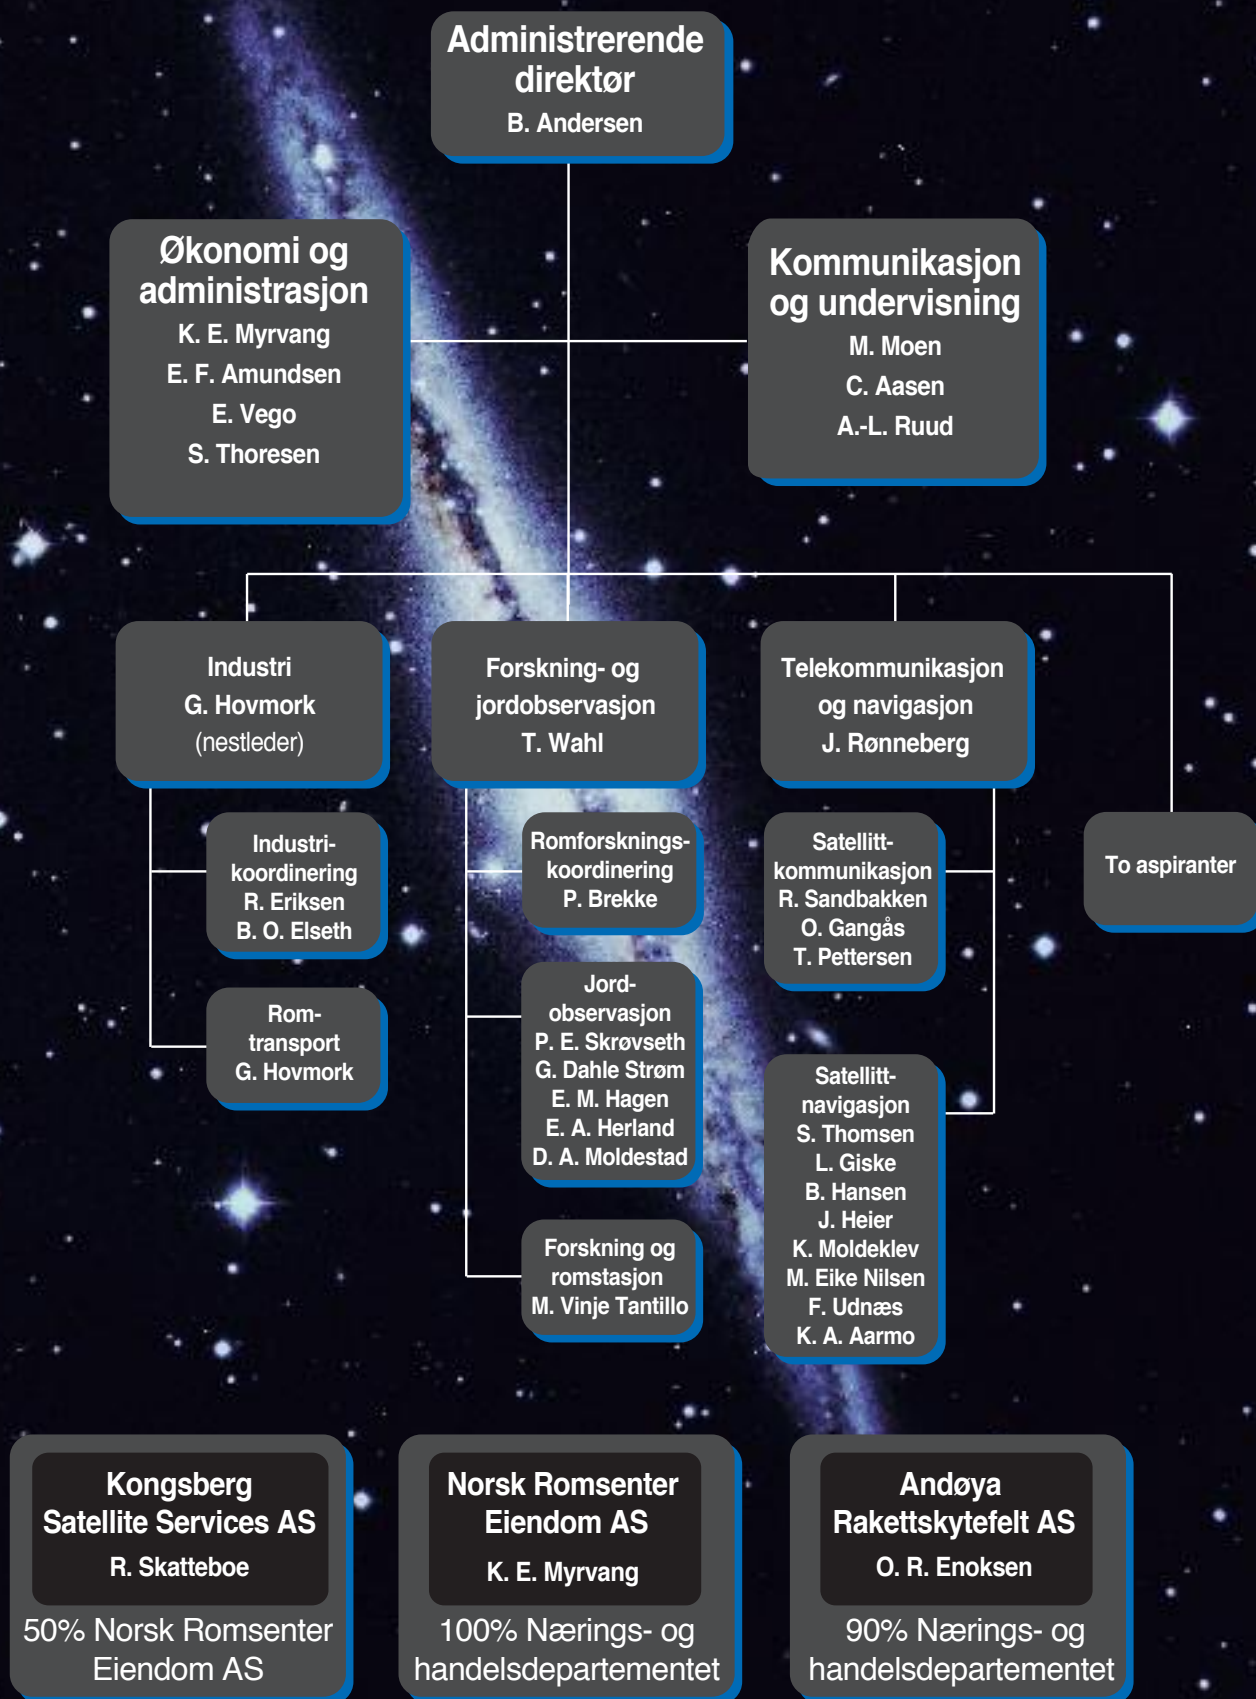 Administrerende
direktør
B. Andersen
Økonomi og
administrasjon
K. E. Myrvang
E. F. Amundsen
E. Vego
S. Thoresen
Kommunikasjon
og undervisning
M. Moen
C. Aasen
A.-L. Ruud
Industri
G. Hovmork
(nestleder)
Forskning- og
jordobservasjon
T. Wahl
Telekommunikasjon
og navigasjon
J. Rønneberg
Industri-
koordinering
R. Eriksen
B. O. Elseth
Rom-
transport
G. Hovmork
Romforsknings-
koordinering
P. Brekke
Jord-
observasjon
P. E. Skrøvseth
G. Dahle Strøm
E. M. Hagen
E. A. Herland
D. A. Moldestad
Forskning og
romstasjon
M. Vinje Tantillo
Satellitt-
kommunikasjon
R. Sandbakken
O. Gangås
T. Pettersen
Satellitt-
navigasjon
S. Thomsen
L. Giske
B. Hansen
J. Heier
K. Moldeklev
M. Eike Nilsen
F. Udnæs
K. A. Aarmo
To aspiranter
Kongsberg
Satellite Services AS
R. Skatteboe
50% Norsk Romsenter
Eiendom AS
Norsk Romsenter
Eiendom AS
K. E. Myrvang
100% Nærings- og
handelsdepartementet
Andøya
Rakettskytefelt AS
O. R. Enoksen
90% Nærings- og
handelsdepartementet